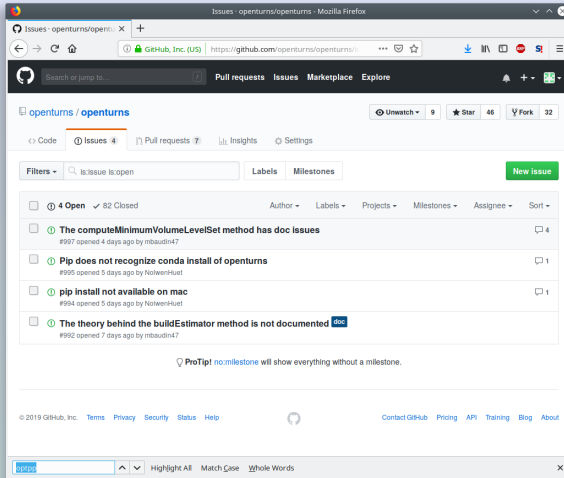 Issues · openturns/openturns - Mozilla Firefox
Issues · openturns/opentu
GitHub, Inc. (US) https://github.com/openturns/openturns/i
Search or jump to... / Pull requests Issues Marketplace Explore
openturns / openturns Unwatch 9 Star 46 Fork 32
Code Issues 4 Pull requests 7 Insights Settings
Filters is:issue is:open Labels Milestones New issue
4 Open 82 Closed Author Labels Projects Milestones Assignee Sort
The computeMinimumVolumeLevelSet method has doc issues 4
#997 opened 4 days ago by mbaudin47
Pip does not recognize conda install of openturns 1
#995 opened 5 days ago by NolwenHuet
pip install not available on mac 1
#994 opened 5 days ago by NolwenHuet
The theory behind the buildEstimator method is not documented doc
#992 opened 7 days ago by mbaudin47
ProTip! no:milestone will show everything without a milestone.
© 2019 GitHub, Inc. Terms Privacy Security Status Help Contact GitHub Pricing API Training Blog About
optpp Highlight All Match Case Whole Words